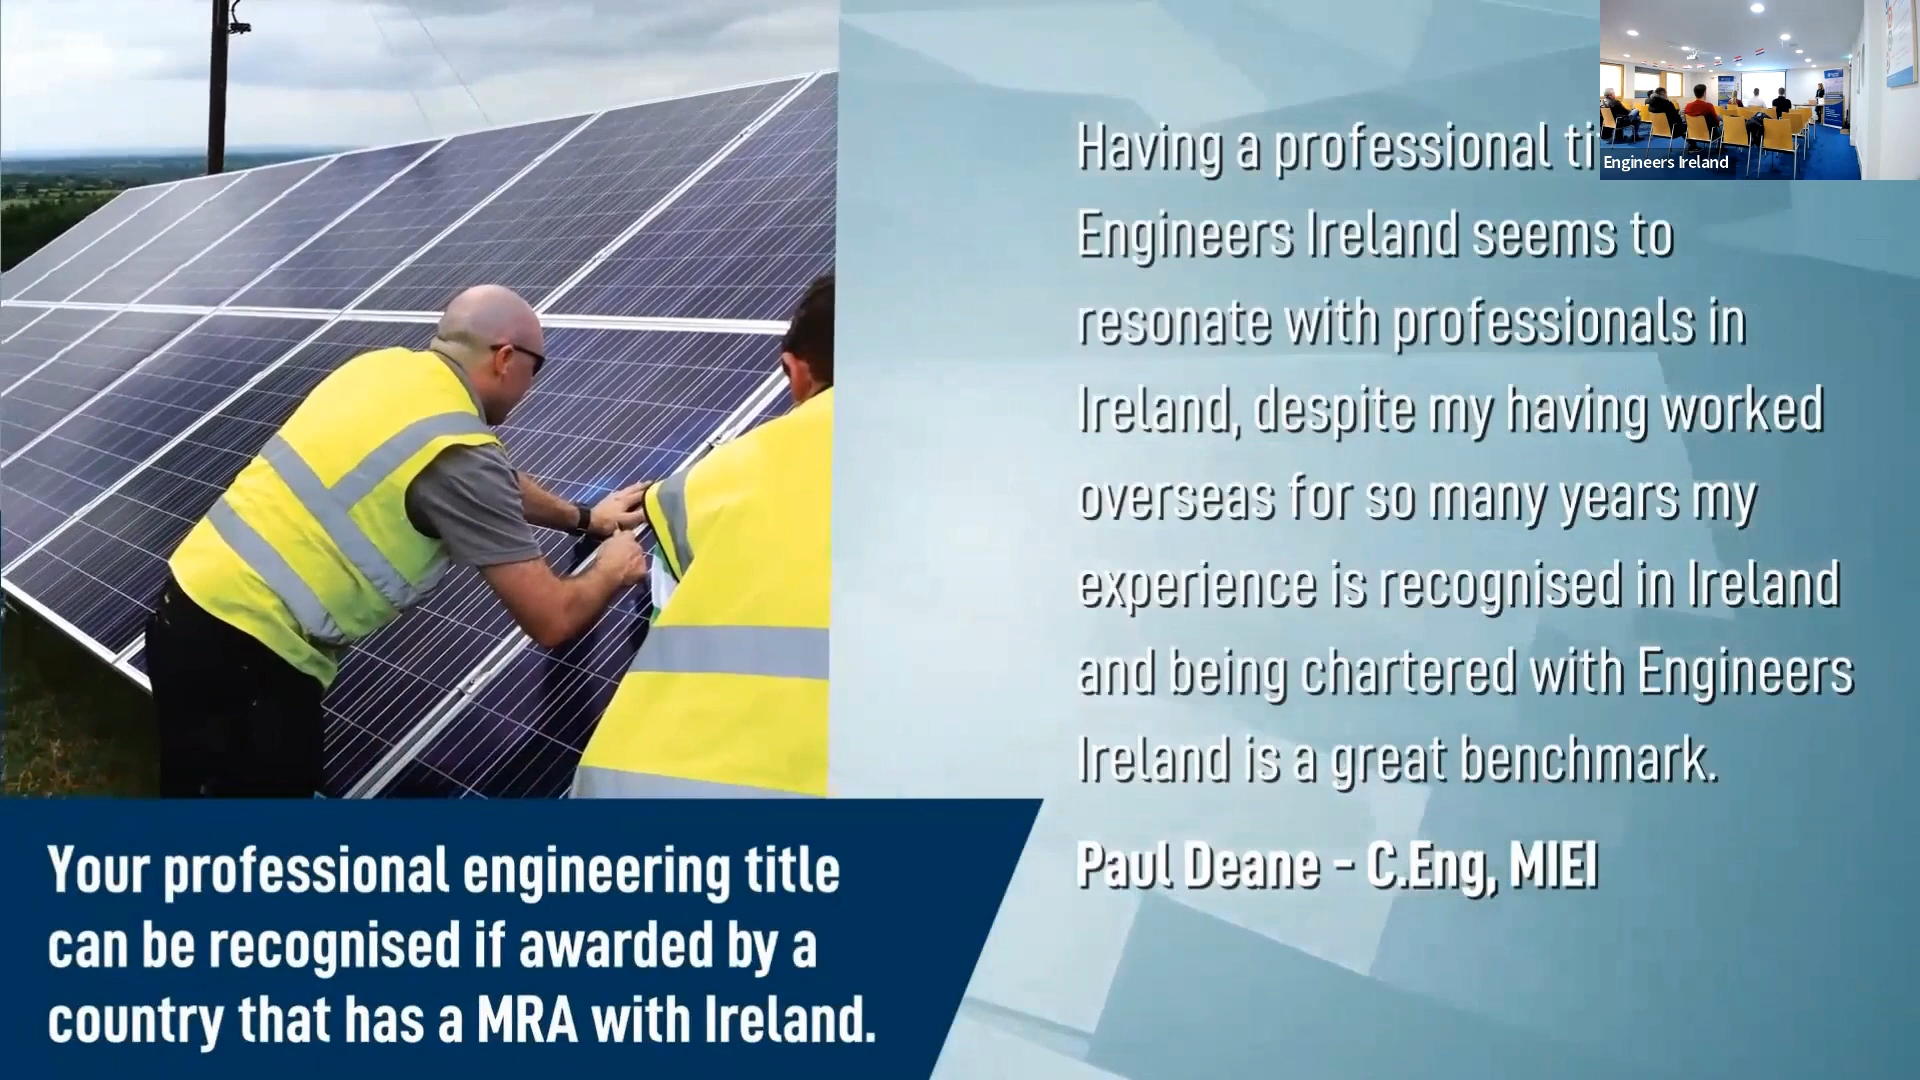 Having a professional ti
Engineers Ireland seems to
resonate with professionals in
Ireland, despite my having worked
overseas for so many years my
experience is recognised in Ireland
and being chartered with Engineers
Ireland is a great benchmark.
Paul Deane - C.Eng, MIEI
Your professional engineering title
can be recognised if awarded by a
country that has a MRA with Ireland.
Engineers Ireland